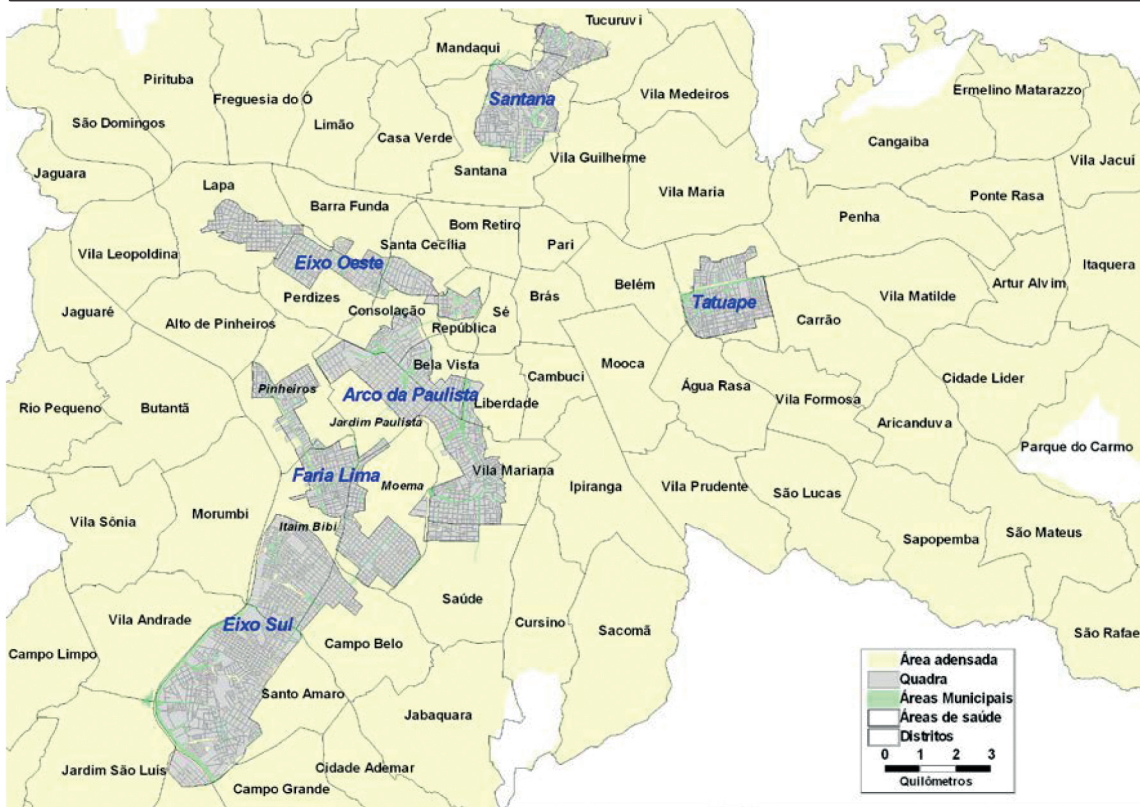 Tucuruvi
Mandaqui
Pirituba
Santana
Vila Medeiros
Ermelino Matarazzo
Freguesia do Ó
São Domingos
Limão
Casa Verde
Cangaiba
Vila Guilherme
Vila Jacuí
Jaguara
Santana
Lapa
Vila Maria
Ponte Rasa
Barra Funda
Penha
Bom Retiro
Santa Cecília
Pari
Vila Leopoldina
Eixo Oeste
Belém
Itaquera
Artur Alvim
Perdizes
Brás
Tatuape
Vila Matilde
Jaguaré
Consolação
Sé
Alto de Pinheiros
República
Carrão
Bela Vista
Mooca
Cambuci
Cidade Lider
Pinheiros
Água Rasa
Arco da Paulista
Vila Formosa
Rio Pequeno
Butantã
Liberdade
Jardim Paulista
Aricanduva
Parque do Carmo
Vila Mariana
Faria Lima
Moema
Ipiranga
Vila Prudente
São Lucas
Vila Sônia
Morumbi
Itaim Bibi
São Mateus
Sapopemba
Saúde
Vila Andrade
Eixo Sul
Cursino
Sacomã
São Rafae
Campo Belo
Campo Limpo
Santo Amaro
Jabaquara
Jardim São Luis
Cidade Ademar
Campo Grande
Área adensada
Quadra
Áreas Municipais
Áreas de saúde
Distritos
0 1 2 3
Quilômetros